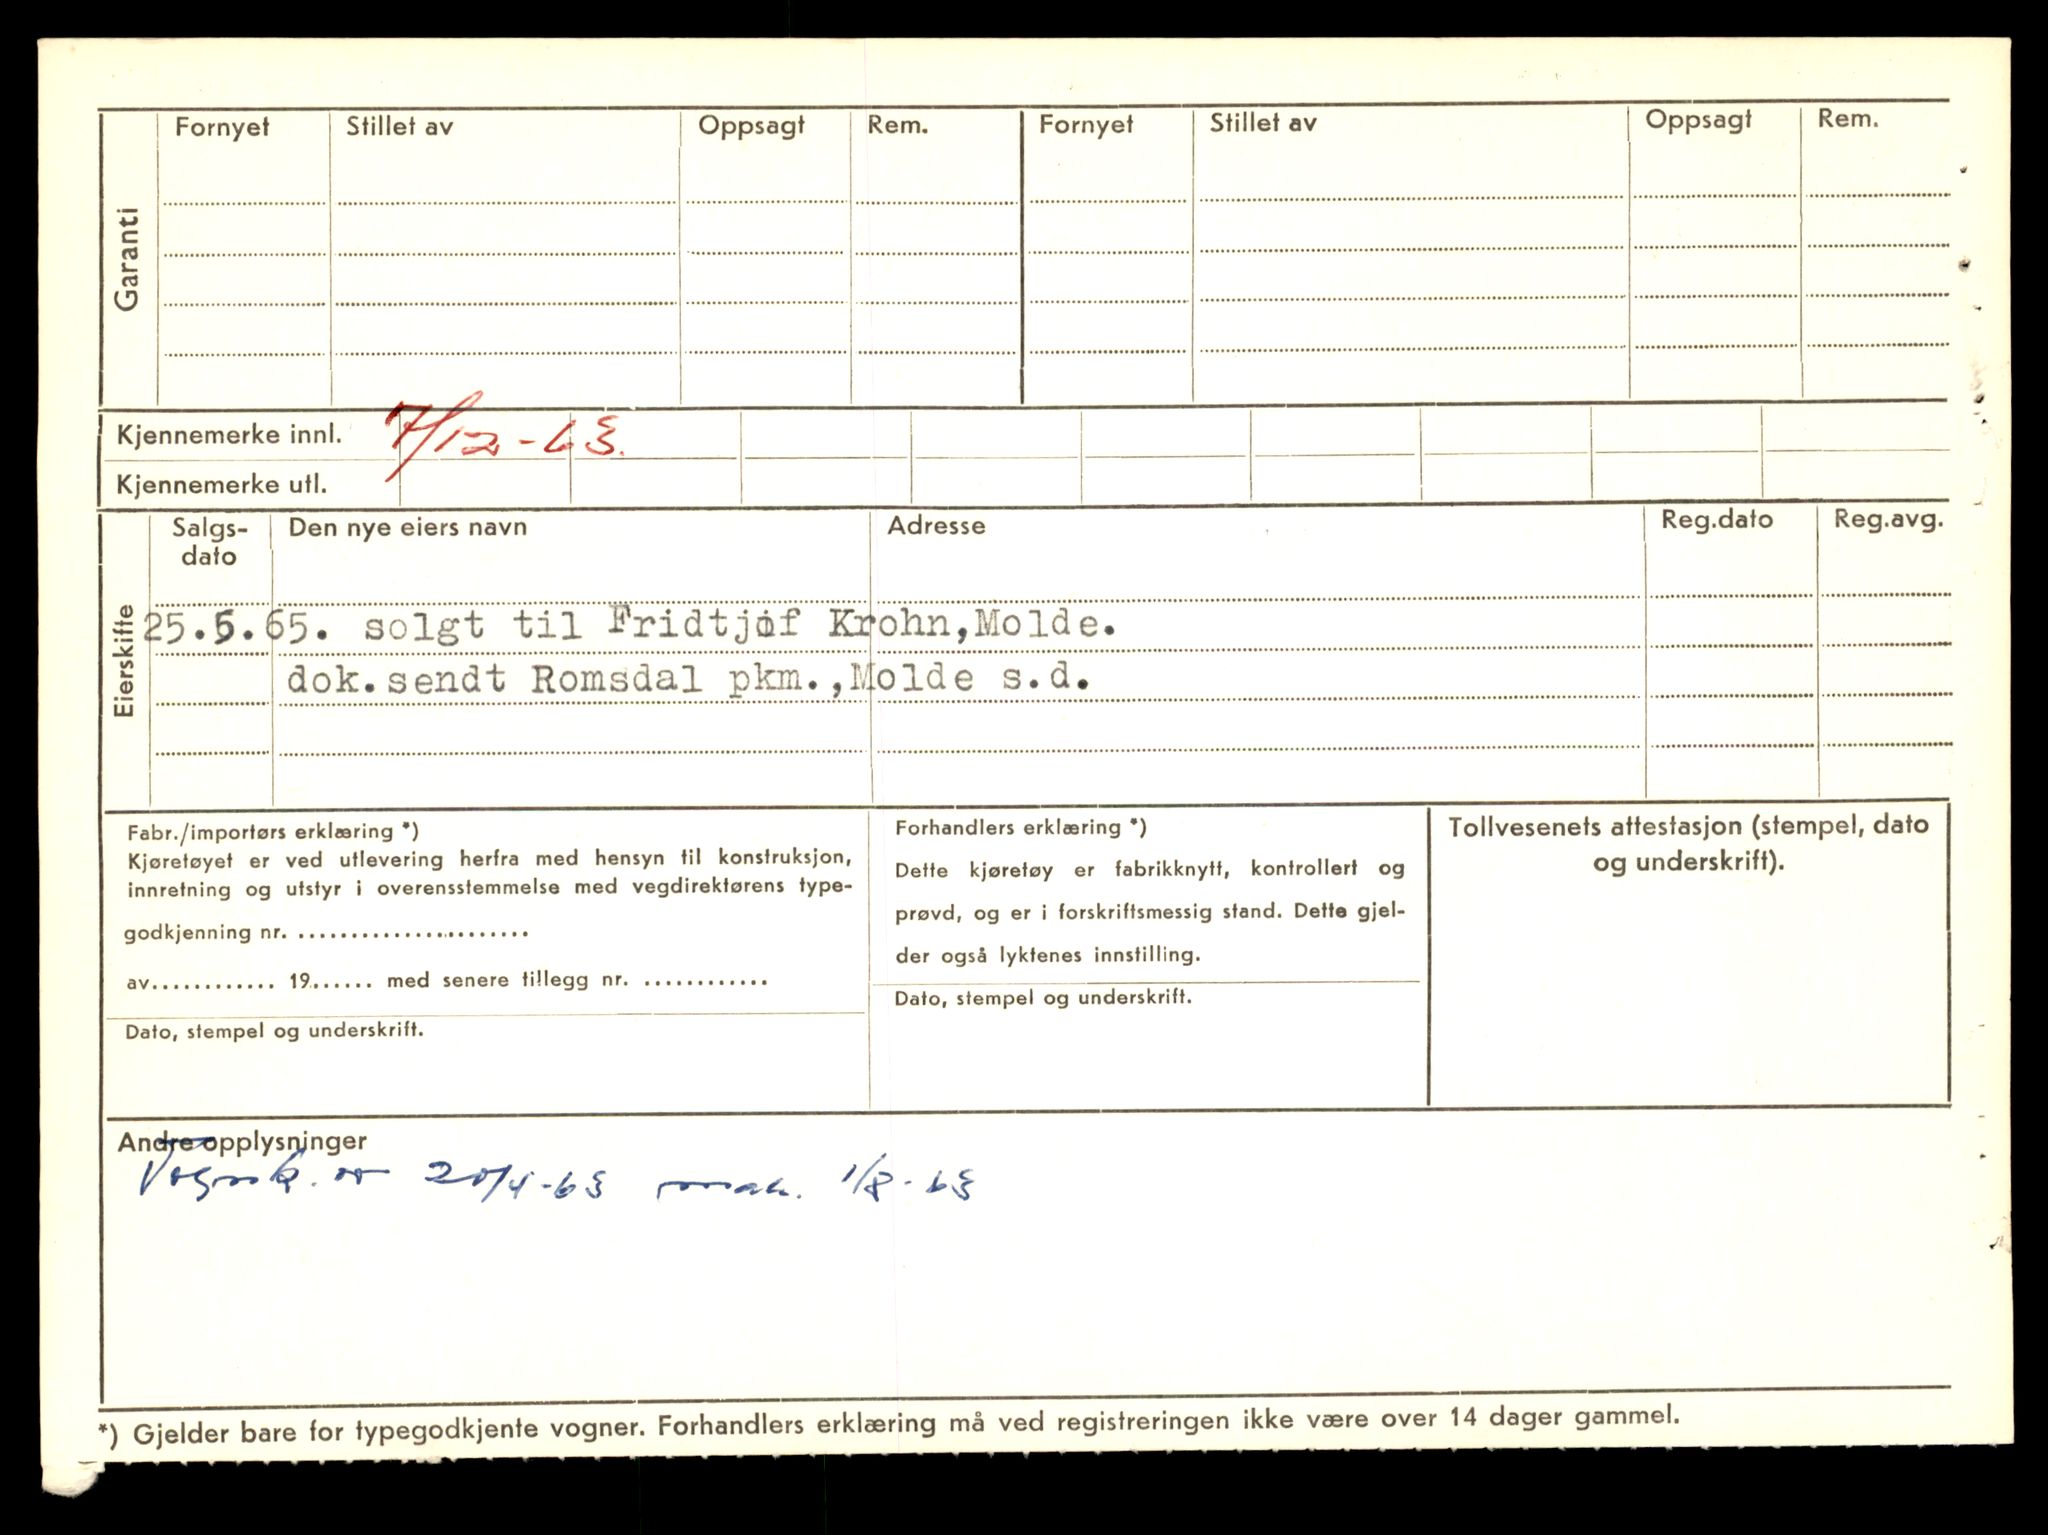 Garanti
Fornyet Stillet av Oppsagt Rem. Fornyet Stillet av Oppsagt Rem.
Kjennemerke innl. 7/12-63.
Kjennemerke utl.
Eierskifte
Salgs- Den nye eiers navn Adresse Reg.dato Reg.avg.
dato
25.5.65. solgt til Fridtjof Krohn,Molde.
dok.sendt Romsdal pkm.,Molde s.d.
Fabr./importørs erklæring *)
Kjøretøyet er ved utlevering herfra med hensyn til konstruksjon,
innretning og utstyr i overensstemmelse med vegdirektørens type-
godkjenning nr. ........................
av............ 19...... med senere tillegg nr. ............
Dato, stempel og underskrift.
Forhandlers erklæring *)
Dette kjøretøy er fabrikknytt, kontrollert og
prøvd, og er i forskriftsmessig stand. Dette gjel-
der også lyktenes innstilling.
Dato, stempel og underskrift.
Tollvesenets attestasjon (stempel, dato
og underskrift).
Andre opplysninger
Vognk. av 20/4-63 1/8-63
*) Gjelder bare for typegodkjente vogner. Forhandlers erklæring må ved registreringen ikke være over 14 dager gammel.